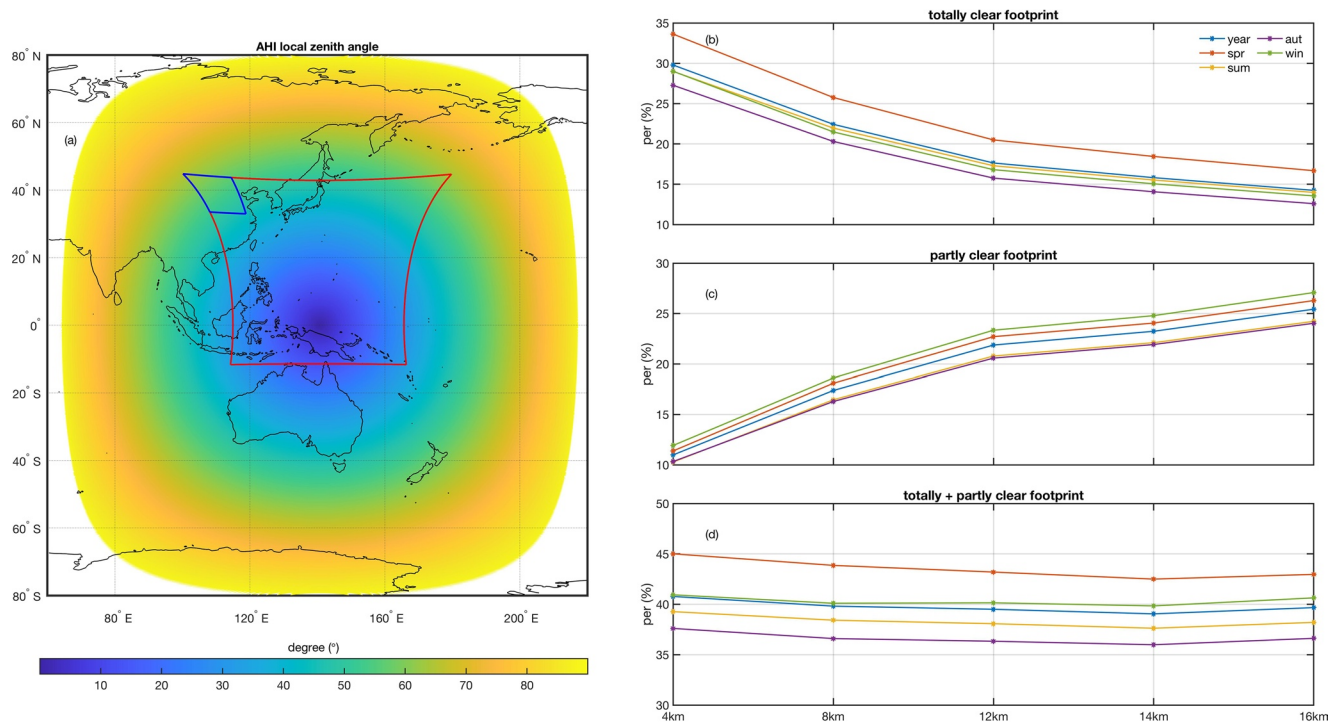 AHI local zenith angle
(a)
80° N
60° N
40° N
20° N
0°
20° S
40° S
60° S
80° S
80° E
120° E
160° E
200° E
degree (°)
10 20 30 40 50 60 70 80
totally clear footprint
(b)
year aut
spr win
sum
per (%)
35
30
25
20
15
10
partly clear footprint
(c)
per (%)
30
25
20
15
10
totally + partly clear footprint
(d)
per (%)
50
45
40
35
30
4km 8km 12km 14km 16km